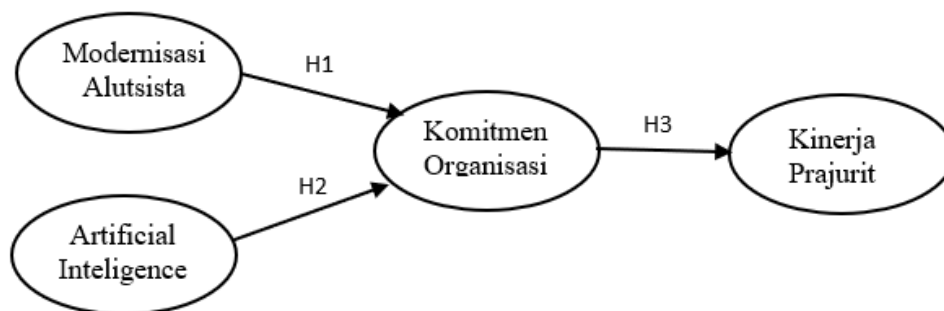 Modernisasi
Alutsista
H1
Komitmen
Organisasi
H3
Kinerja
Prajurit
H2
Artificial
Inteligence